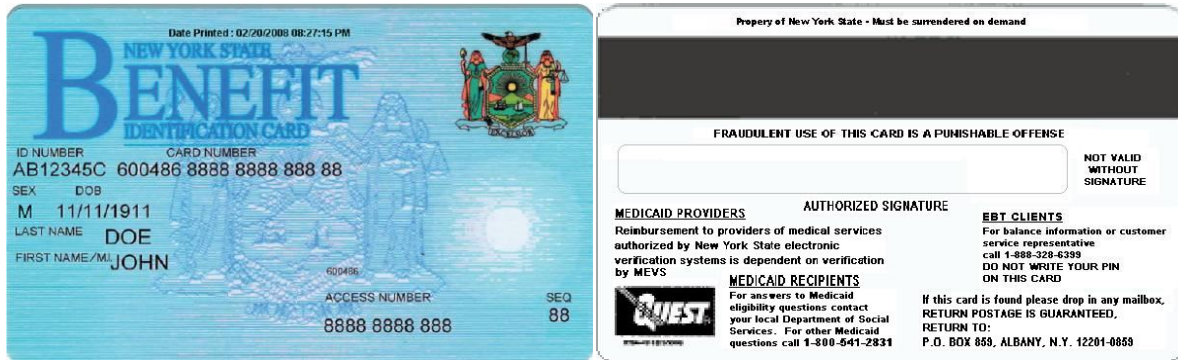 Date Printed : 02/20/2008 08:27:15 PM
NEW YORK STATE
BENEFIT
IDENTIFICATION CARD
ID NUMBER CARD NUMBER
AB12345C 600486 8888 8888 888 88
SEX DOB
M 11/11/1911
LAST NAME DOE
FIRST NAME/M.I. JOHN
600486
ACCESS NUMBER SEQ
8888 8888 888 88
EXCELSIOR
Propery of New York State - Must be surrendered on demand
FRAUDULENT USE OF THIS CARD IS A PUNISHABLE OFFENSE
NOT VALID
WITHOUT
SIGNATURE
AUTHORIZED SIGNATURE
MEDICAID PROVIDERS
Reimbursement to providers of medical services
authorized by New York State electronic
verification systems is dependent on verification
by MEVS
MEDICAID RECIPIENTS
For answers to Medicaid
eligibility questions contact
your local Department of Social
Services. For other Medicaid
questions call 1-800-541-2831
QUEST
EBT CLIENTS
For balance information or customer
service representative
call 1-888-328-6399
DO NOT WRITE YOUR PIN
ON THIS CARD
If this card is found please drop in any mailbox,
RETURN POSTAGE IS GUARANTEED,
RETURN TO:
P.O. BOX 859, ALBANY, N.Y. 12201-0859